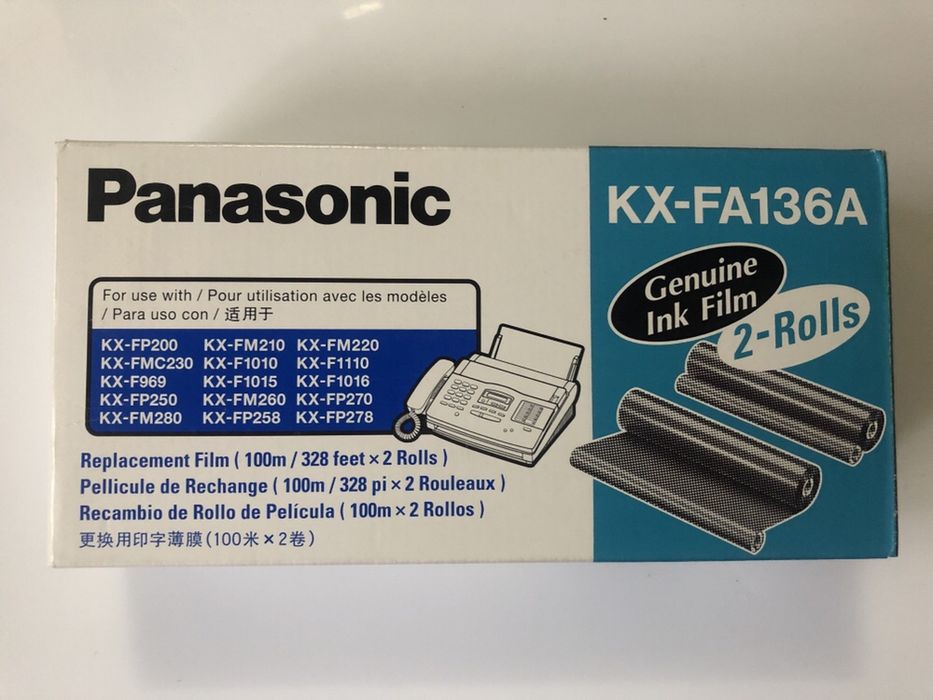 Panasonic
KX-FA136A
Genuine
Ink Film
2-Rolls
For use with / Pour utilisation avec les modèles
/ Para uso con / 适用于
KX-FP200 KX-FM210 KX-FM220
KX-FMC230 KX-F1010 KX-F1110
KX-F969 KX-F1015 KX-F1016
KX-FP250 KX-FM260 KX-FP270
KX-FM280 KX-FP258 KX-FP278
Replacement Film ( 100m / 328 feet × 2 Rolls )
Pellicule de Rechange ( 100m / 328 pi × 2 Rouleaux )
Recambio de Rollo de Película ( 100m × 2 Rollos )
更换用印字薄膜(100米×2卷)